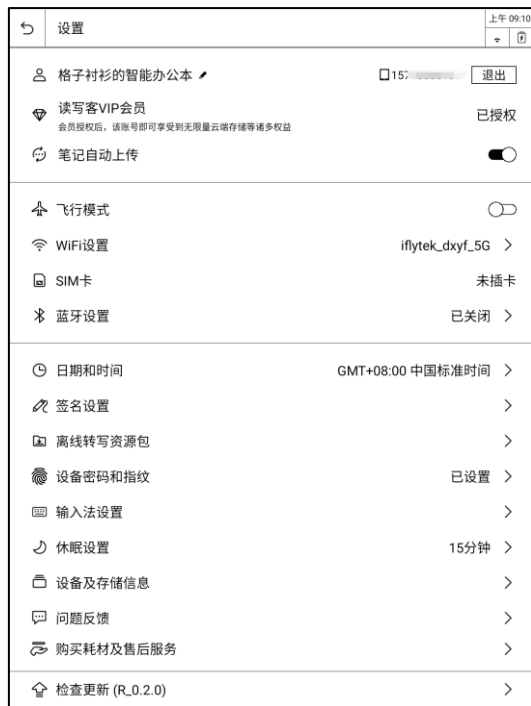 设置
上午 09:10
格子衬衫的智能办公本
157
退出
读写客VIP会员
会员授权后，该账号即可享受到无限量云端存储等诸多权益
已授权
笔记自动上传
飞行模式
WiFi设置
iflytek_dxyf_5G
SIM卡
未插卡
蓝牙设置
已关闭
日期和时间
GMT+08:00 中国标准时间
签名设置
离线转写资源包
设备密码和指纹
已设置
输入法设置
休眠设置
15分钟
设备及存储信息
问题反馈
购买耗材及售后服务
检查更新 (R_0.2.0)